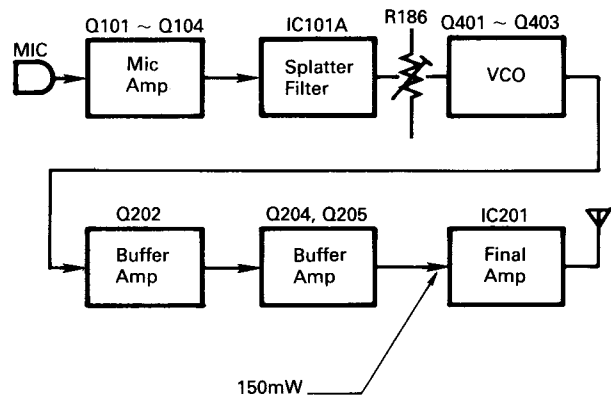 MIC
Q101 ~ Q104
Mic
Amp
IC101A
Splatter
Filter
R186
Q401 ~ Q403
VCO
Q202
Buffer
Amp
Q204, Q205
Buffer
Amp
IC201
Final
Amp
150mW